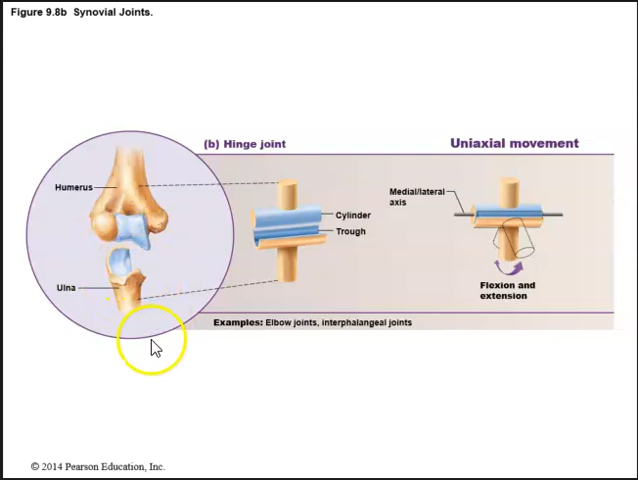 Figure 9.8b Synovial Joints.
(b) Hinge joint
Uniaxial movement
Humerus
Medial/lateral
axis
Cylinder
Trough
Ulna
Flexion and
extension
Examples: Elbow joints, interphalangeal joints
© 2014 Pearson Education, Inc.